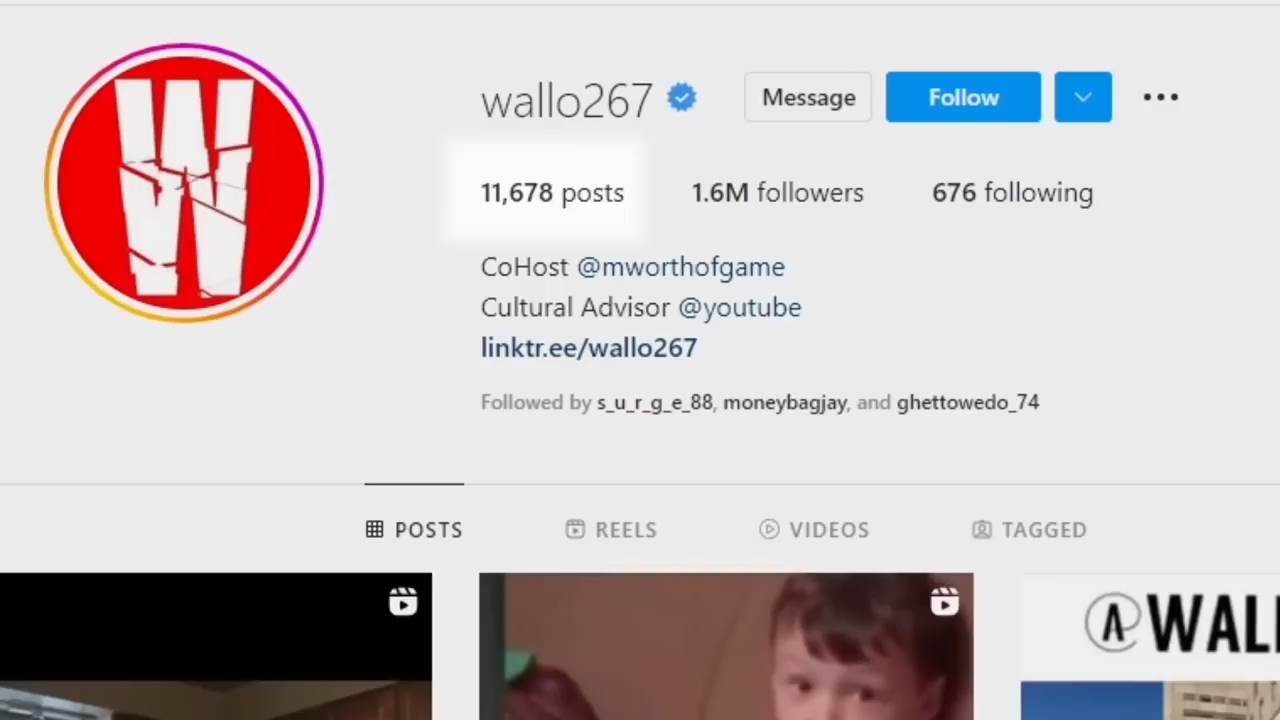 wallo267 Message Follow
11,678 posts 1.6M followers 676 following
CoHost @mworthofgame
Cultural Advisor @youtube
linktr.ee/wallo267
Followed by s_u_r_g_e_88, moneybagjay, and ghettowedo_74
POSTS REELS VIDEOS TAGGED
W